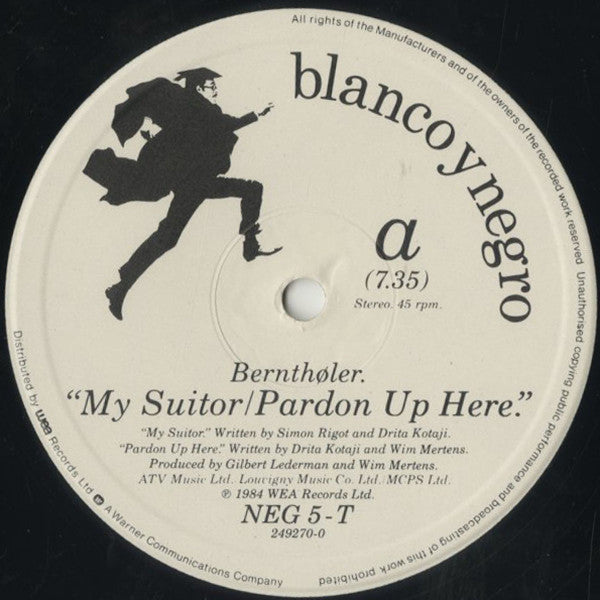 All rights of the Manufacturers and of the owners of the recorded work reserved Unauthorised copying public performance and broadcasting of this work prohibited
blanco y negro
a
(7.35)
Stereo. 45 rpm.
Bernthøler.
“My Suitor/Pardon Up Here.”
“My Suitor.” Written by Simon Rigot and Drita Kotaji.
“Pardon Up Here.” Written by Drita Kotaji and Wim Mertens.
Produced by Gilbert Lederman and Wim Mertens.
ATV Music Ltd. Louvigny Music Co. Ltd./MCPS Ltd.
℗ 1984 WEA Records Ltd.
NEG 5-T
249270-0
Distributed by wea Records Ltd A Warner Communications Company